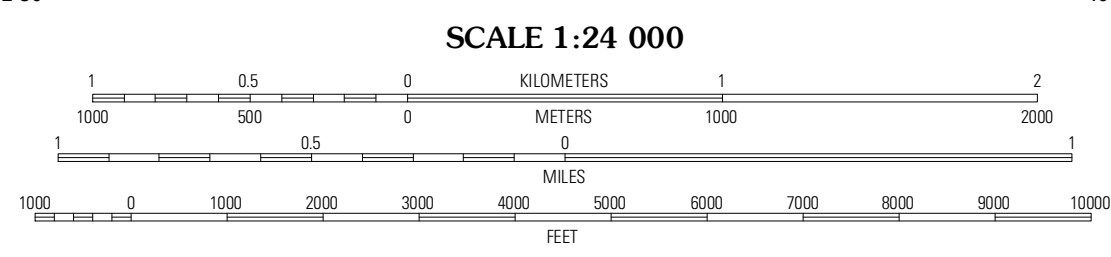 SCALE 1:24 000
1 0.5 0 KILOMETERS 1 2
1000 500 0 METERS 1000 2000
1 0.5 0 1
MILES
1000 0 1000 2000 3000 4000 5000 6000 7000 8000 9000 10000
FEET